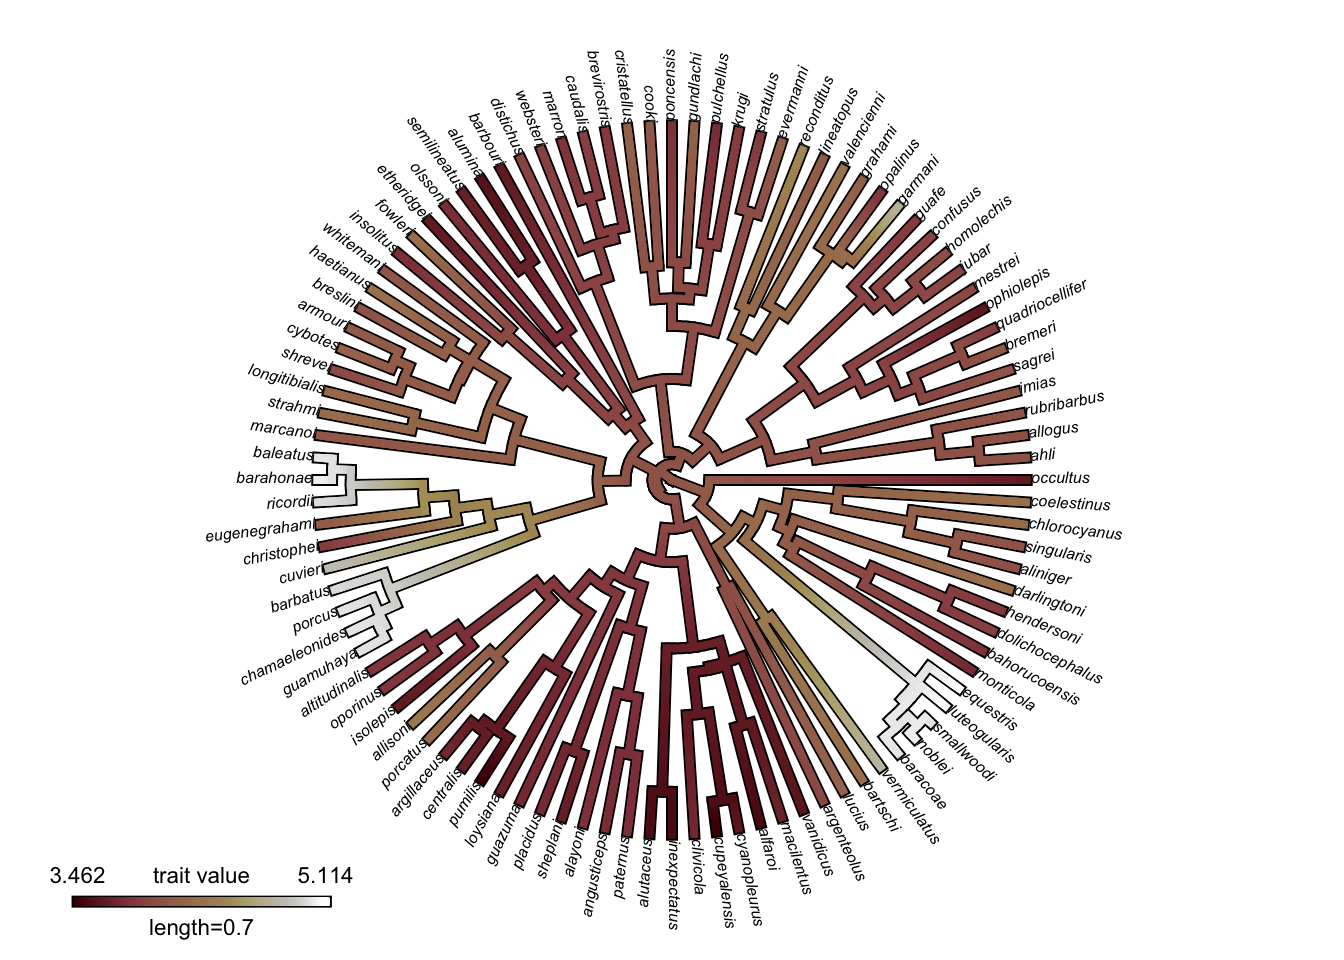 ahli
allogus
rubribarbus
imias
sagrei
bremeri
quadriocellifer
ophiolepis
mestrei
jubar
homolechis
confusus
guafe
garmani
opalinus
grahami
valencienni
lineatopus
reconditus
evermanni
stratulus
krugi
pulchellus
gundlachi
poncensis
cooki
cristatellus
brevirostris
caudalis
marron
websteri
distichus
barbouri
alumina
semilineatus
olssoni
etheridgei
fowleri
insolitus
whitemani
haetianus
breslini
armouri
cybotes
shrevei
longitibialis
strahmi
marcanoi
baleatus
barahonae
ricordii
eugenegrahami
christophei
cuvieri
barbatus
porcus
chamaeleonides
guamuhaya
altitudinalis
oporinus
isolepis
allisoni
porcatus
argillaceus
centralis
pumilis
loysiana
guazuma
placidus
sheplani
alayoni
angusticeps
paternus
alutaceus
inexpectatus
clivicola
cupeyalensis
cyanopleurus
alfaroi
macilentus
vanidicus
argenteolus
lucius
bartschi
vermiculatus
baracoae
noblei
smallwoodi
luteogularis
equestris
monticola
bahorucoensis
dolichocephalus
hendersoni
darlingtoni
aliniger
singularis
chlorocyanus
coelestinus
occultus
3.462 trait value 5.114
length=0.7